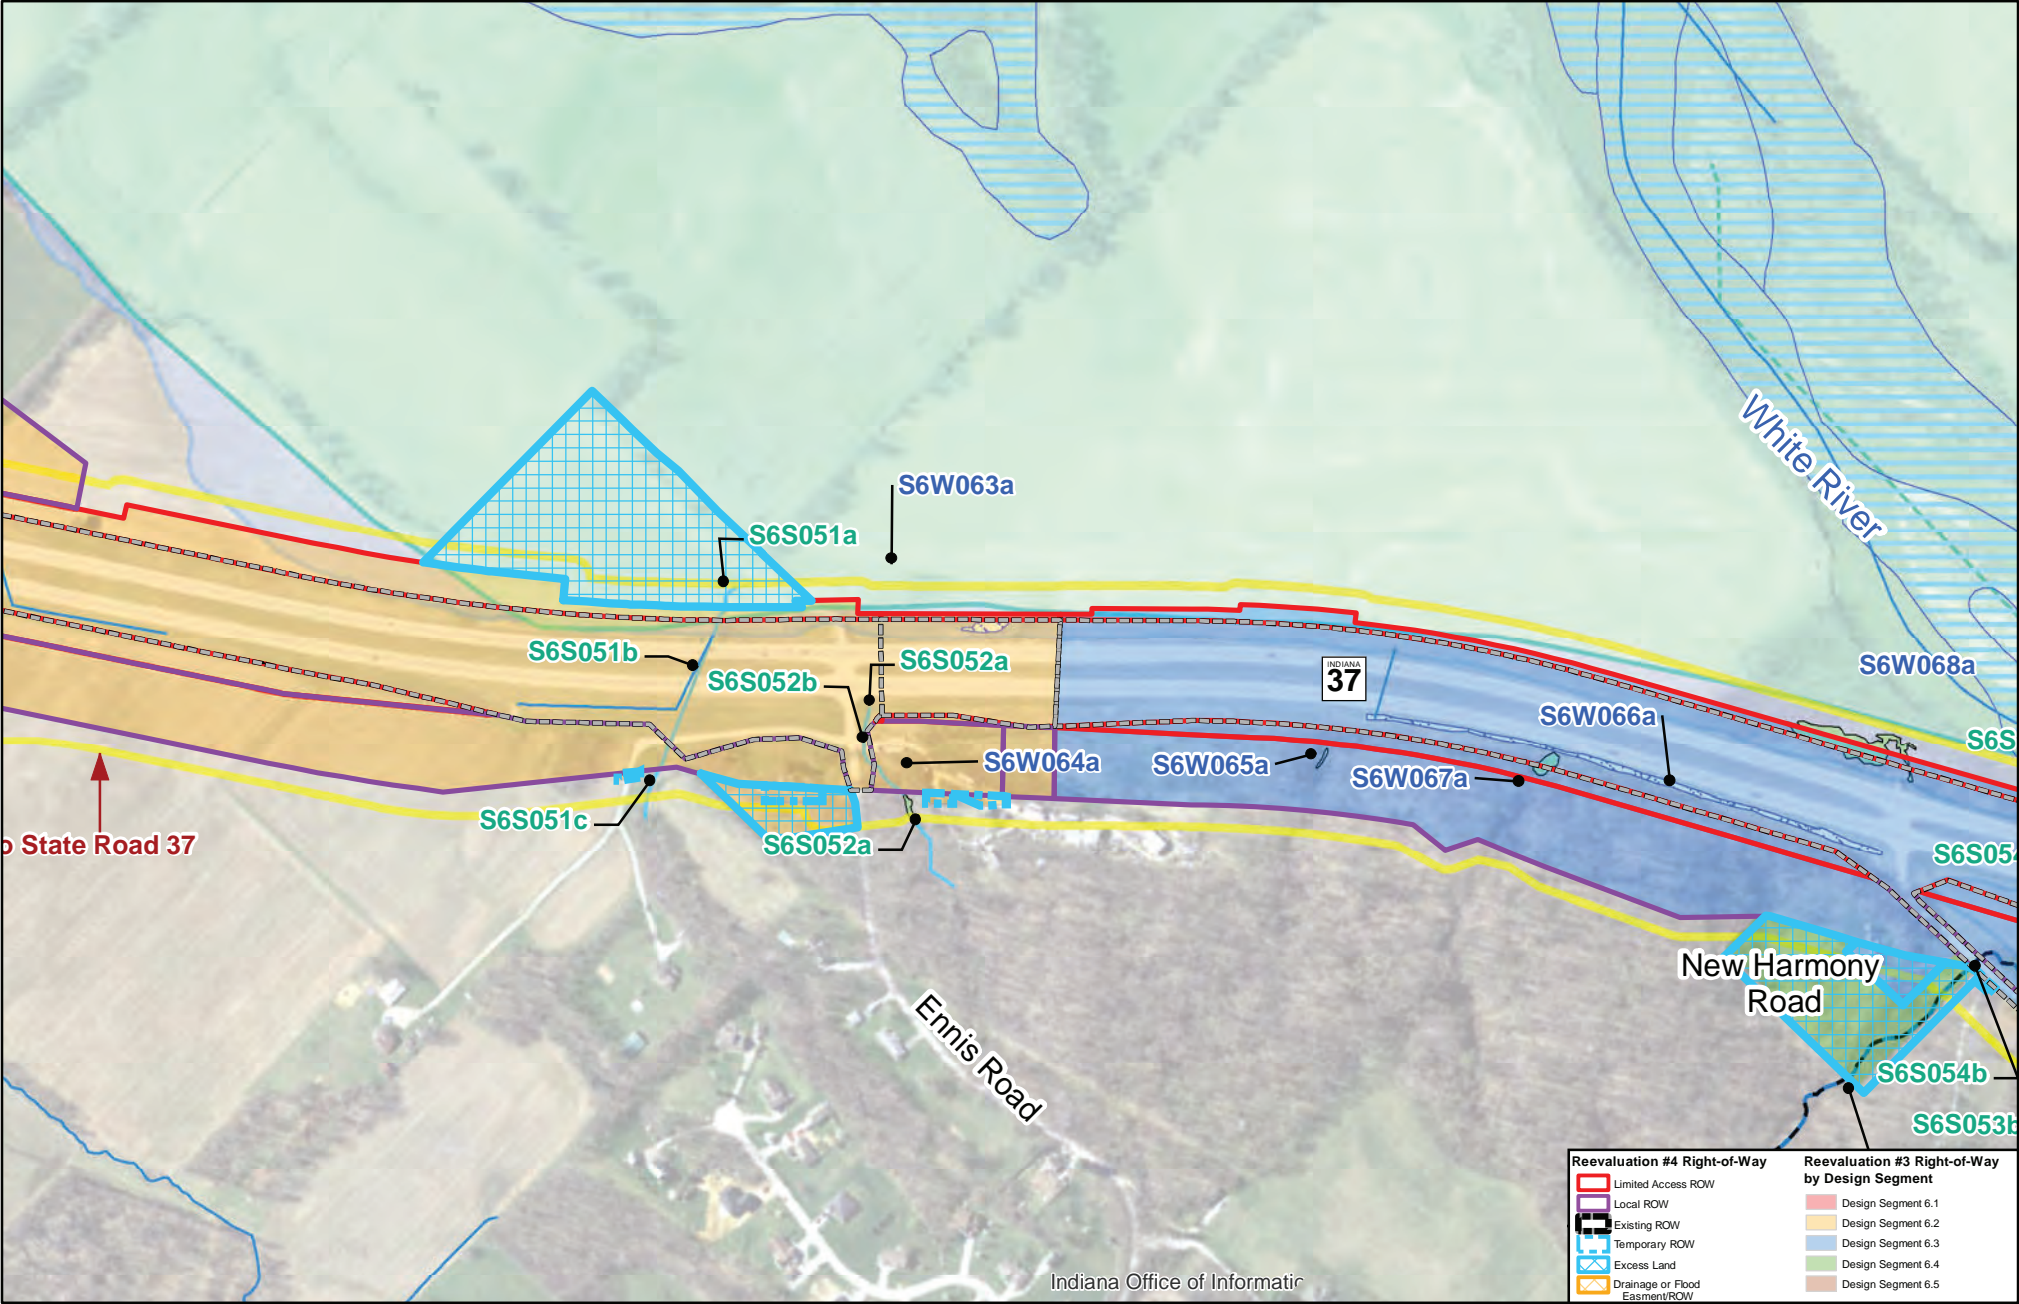 White River
S6W063a
S6S051a
S6S051b
S6S052a
S6S052b
INDIANA
37
S6W068a
S6W066a
S6S
S6W064a
S6W065a
S6W067a
S6S051c
o State Road 37
S6S052a
S6S054
New Harmony
Road
Ennis Road
S6S054b
S6S053b
Indiana Office of Informatic
Reevaluation #4 Right-of-Way
Limited Access ROW
Local ROW
Existing ROW
Temporary ROW
Excess Land
Drainage or Flood
Easment/ROW
Reevaluation #3 Right-of-Way
by Design Segment
Design Segment 6.1
Design Segment 6.2
Design Segment 6.3
Design Segment 6.4
Design Segment 6.5